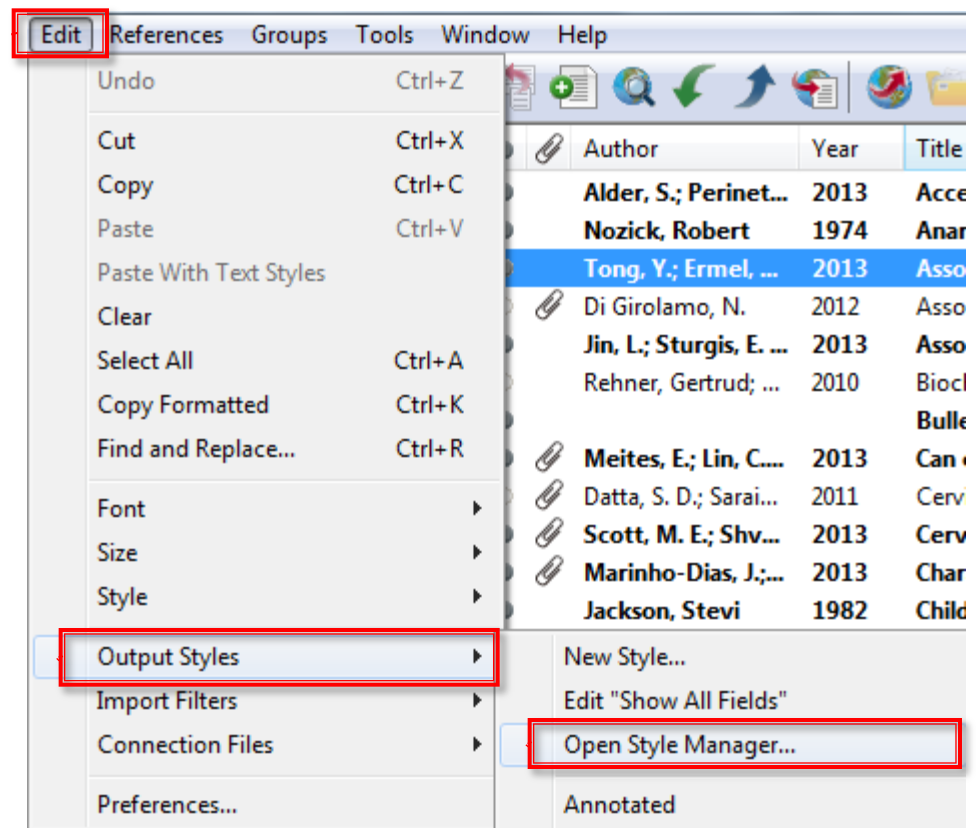 Edit References Groups Tools Window Help
Undo Ctrl+Z
Cut Ctrl+X
Copy Ctrl+C
Paste Ctrl+V
Paste With Text Styles
Clear
Select All Ctrl+A
Copy Formatted Ctrl+K
Find and Replace... Ctrl+R
Font
Size
Style
Output Styles
Import Filters
Connection Files
Preferences...
Author Year Title
Alder, S.; Perinet... 2013 Acce
Nozick, Robert 1974 Anar
Tong, Y.; Ermel, ... 2013 Asso
Di Girolamo, N. 2012 Asso
Jin, L.; Sturgis, E. ... 2013 Asso
Rehner, Gertrud; ... 2010 Biocl
Bulle
Meites, E.; Lin, C.... 2013 Can
Datta, S. D.; Sarai... 2011 Cerv
Scott, M. E.; Shv... 2013 Cerv
Marinho-Dias, J.;... 2013 Char
Jackson, Stevi 1982 Child
New Style...
Edit "Show All Fields"
Open Style Manager...
Annotated